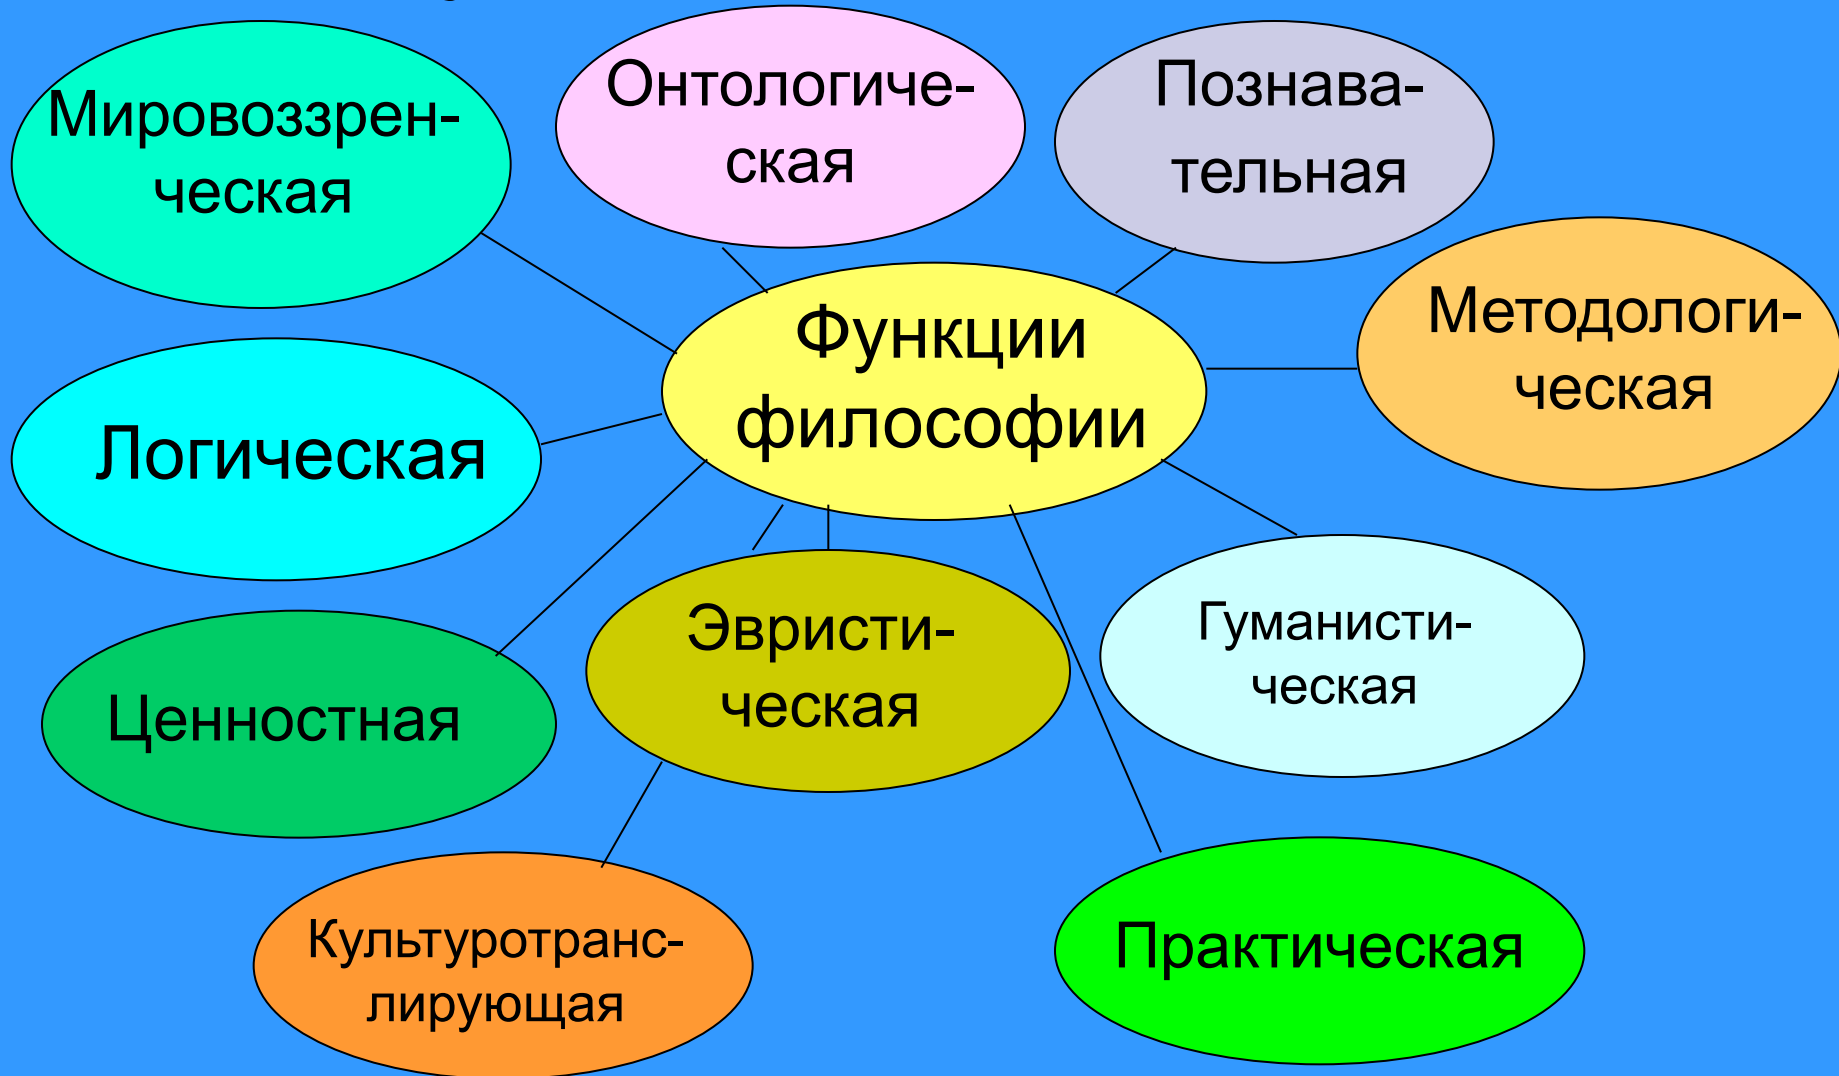 Мировоззрен-
ческая
Онтологиче-
ская
Познава-
тельная
Методологи-
ческая
Функции
философии
Логическая
Ценностная
Эвристи-
ческая
Гуманисти-
ческая
Культуротранс-
лирующая
Практическая